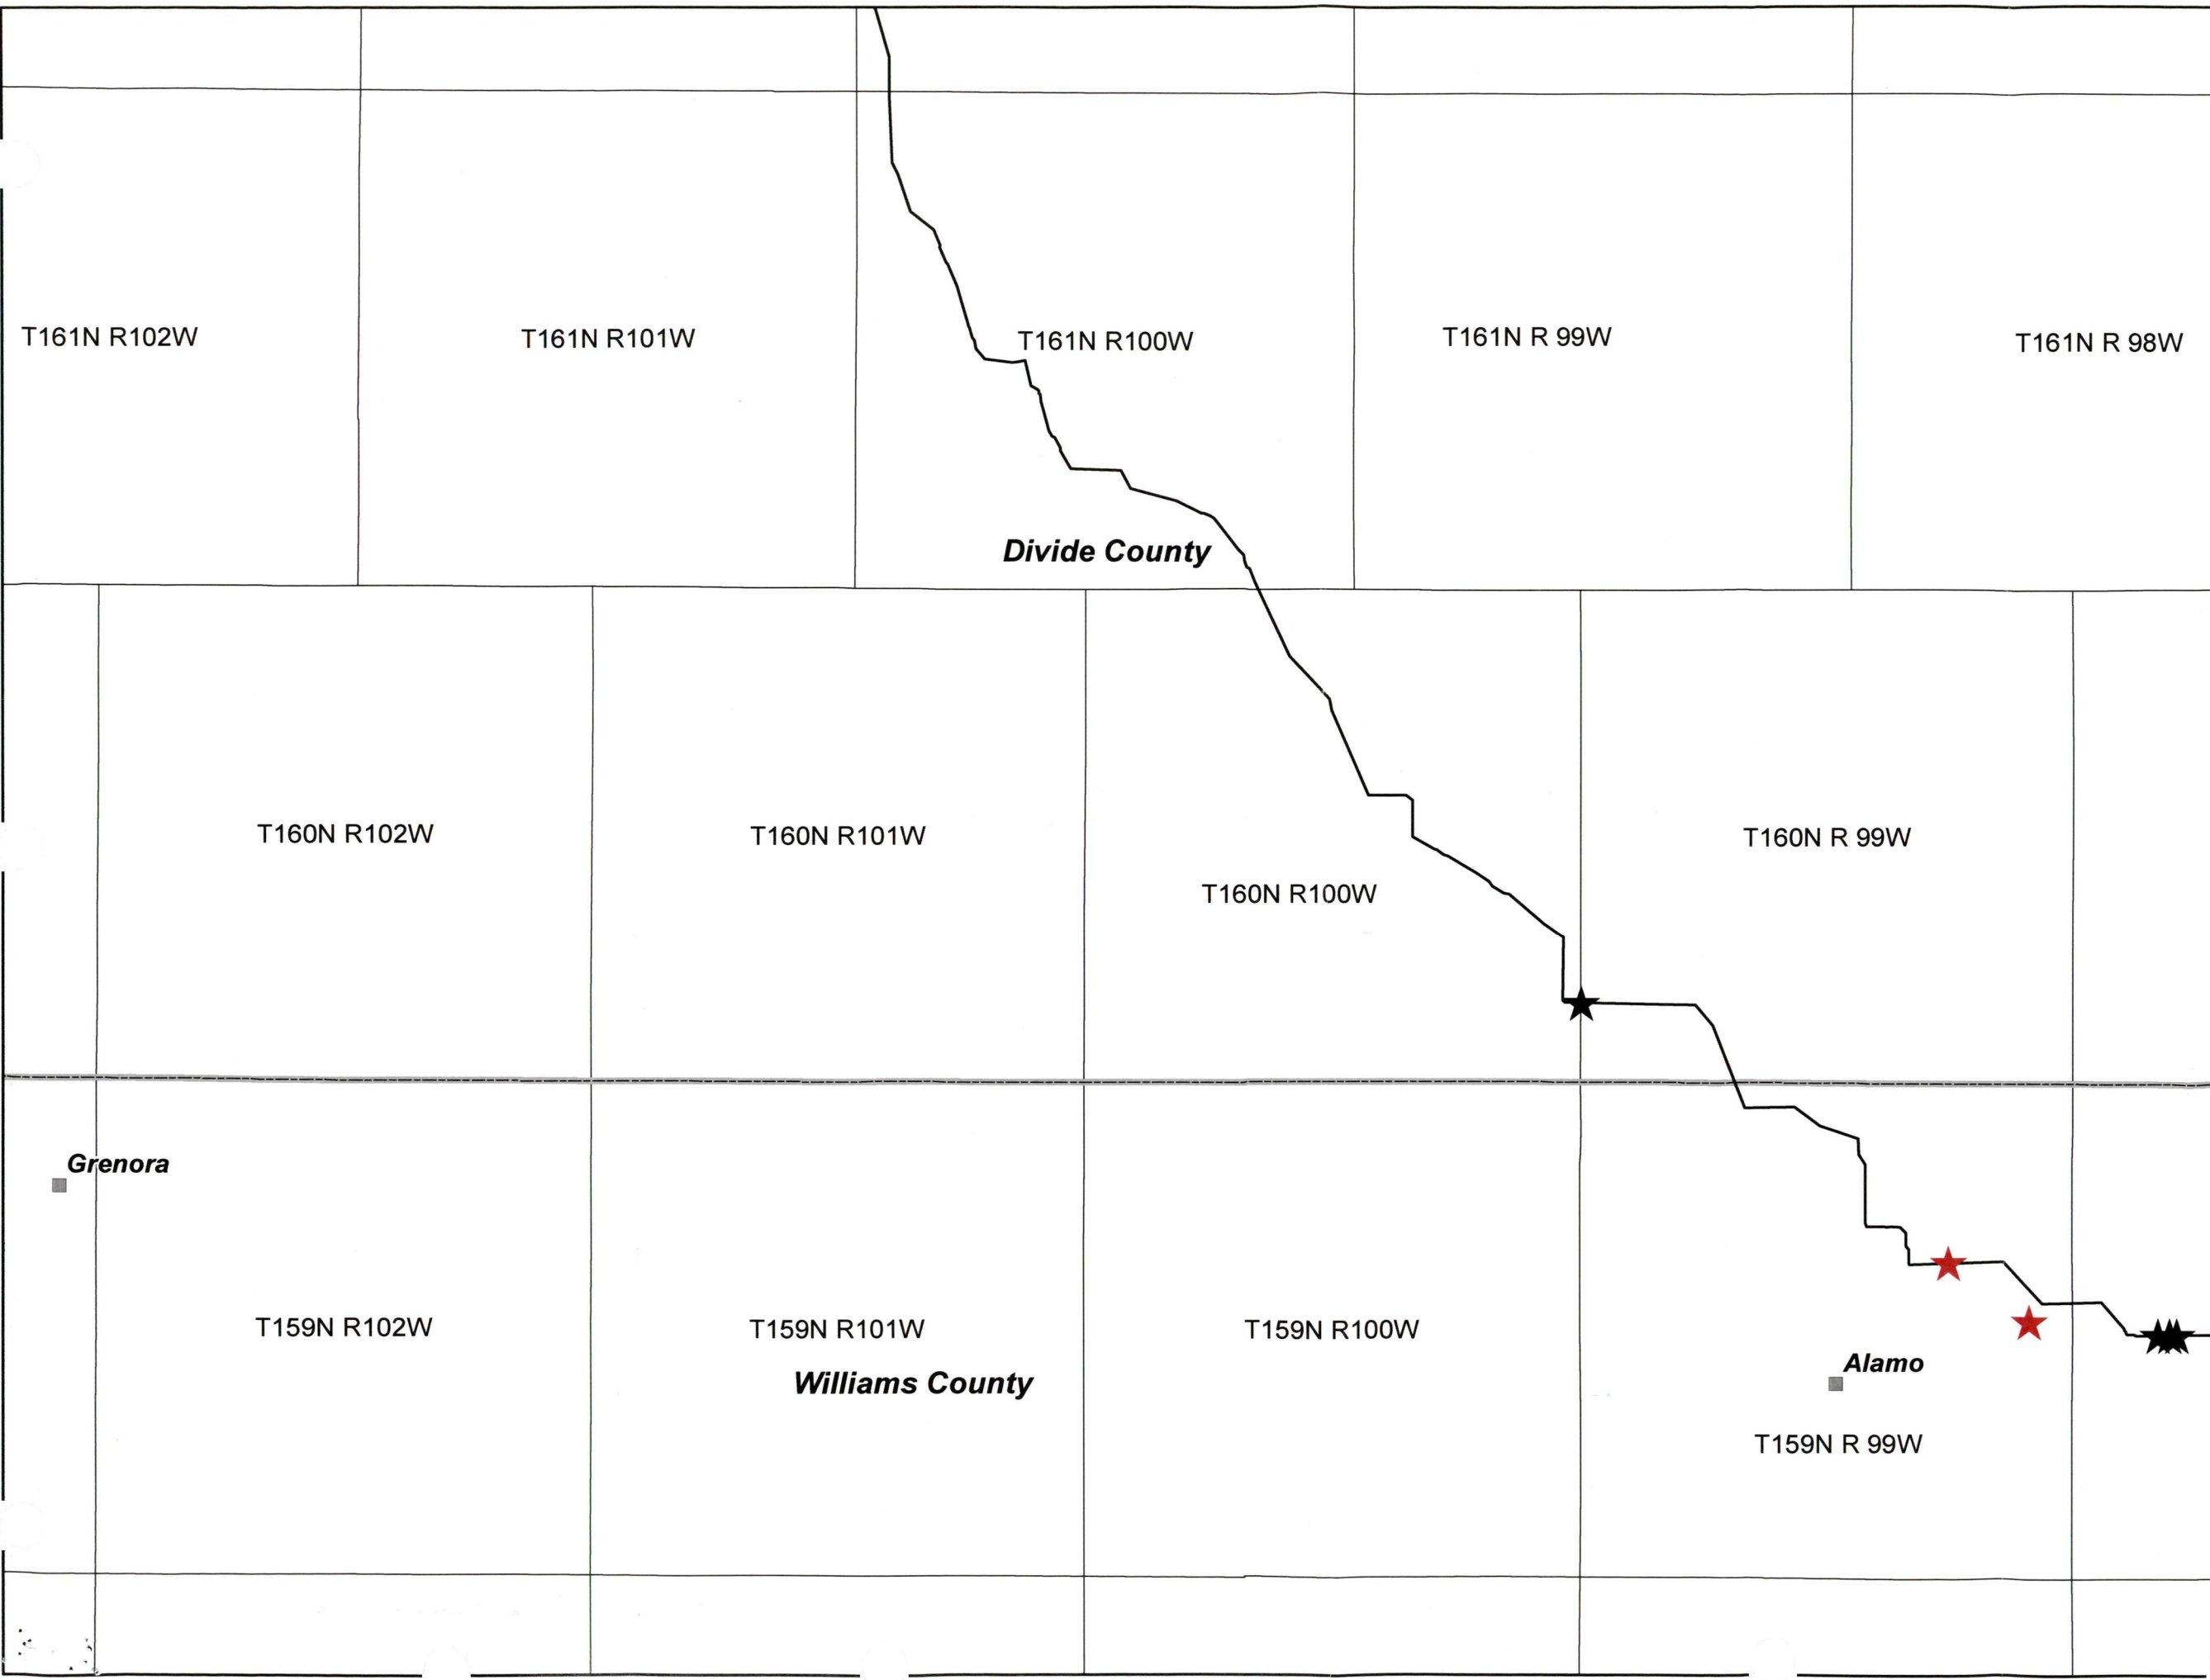 T161N R102W
T161N R101W
T161N R100W
T161N R 99W
T161N R 98W
Divide County
T160N R102W
T160N R101W
T160N R100W
T160N R 99W
Grenora
T159N R102W
T159N R101W
T159N R100W
Williams County
Alamo
T159N R 99W